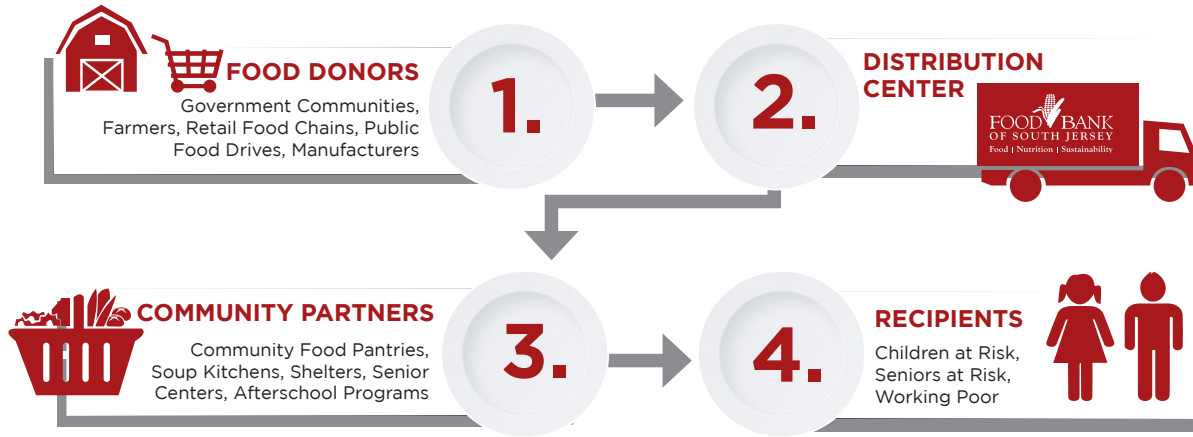 FOOD DONORS
Government Communities,
Farmers, Retail Food Chains, Public
Food Drives, Manufacturers
1.
2.
DISTRIBUTION
CENTER
FOOD BANK
OF SOUTH JERSEY
Food | Nutrition | Sustainability
COMMUNITY PARTNERS
Community Food Pantries,
Soup Kitchens, Shelters, Senior
Centers, Afterschool Programs
3.
4.
RECIPIENTS
Children at Risk,
Seniors at Risk,
Working Poor